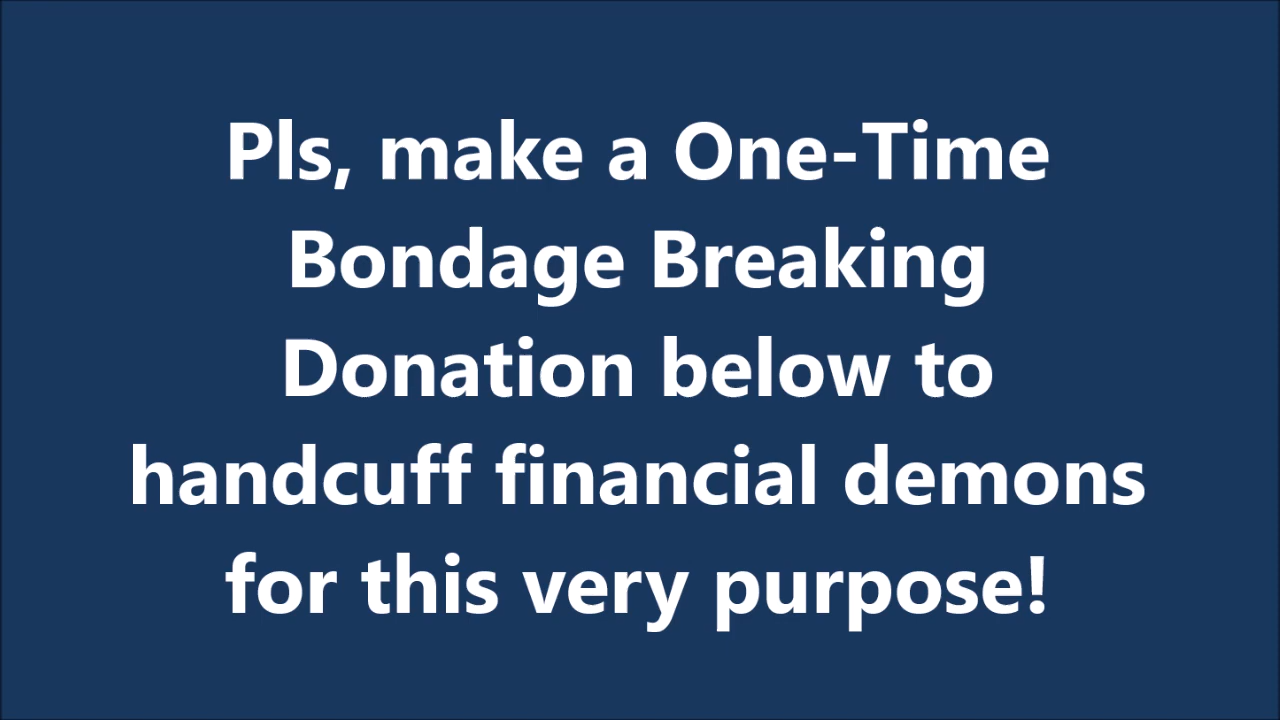 Pls, make a One-Time
Bondage Breaking
Donation below to
handcuff financial demons
for this very purpose!